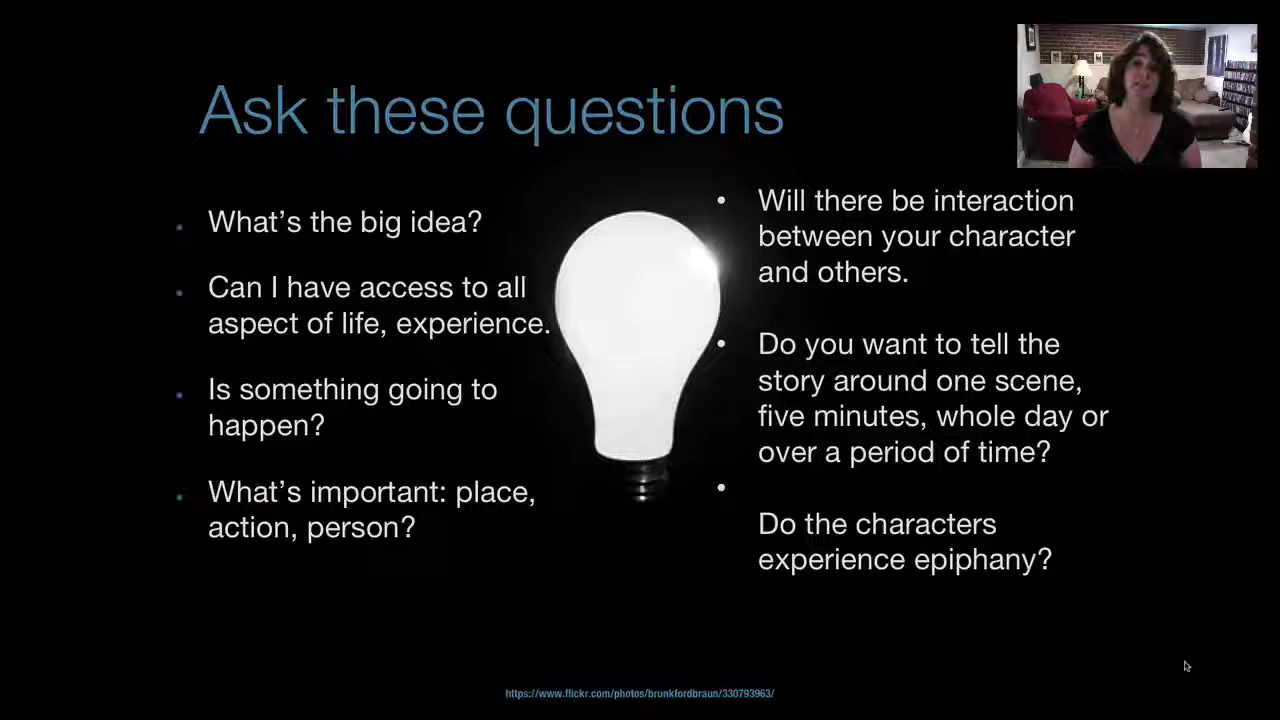 Ask these questions
What's the big idea?
Can I have access to all
aspect of life, experience.
Is something going to
happen?
What's important: place,
action, person?
Will there be interaction
between your character
and others.
Do you want to tell the
story around one scene,
five minutes, whole day or
over a period of time?
Do the characters
experience epiphany?
https://www.flickr.com/photos/brunkfordbraun/330793963/